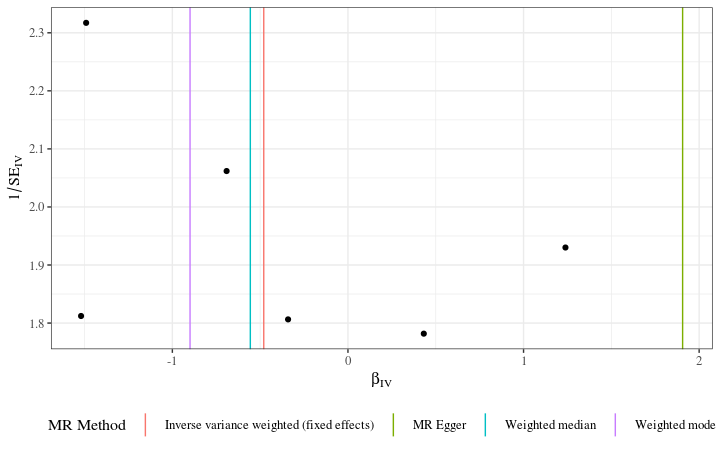 2.3
2.2
2.1
2.0
1.9
1.8
1/SE_IV
-1 0 1 2
β_IV
MR Method Inverse variance weighted (fixed effects) MR Egger Weighted median Weighted mode